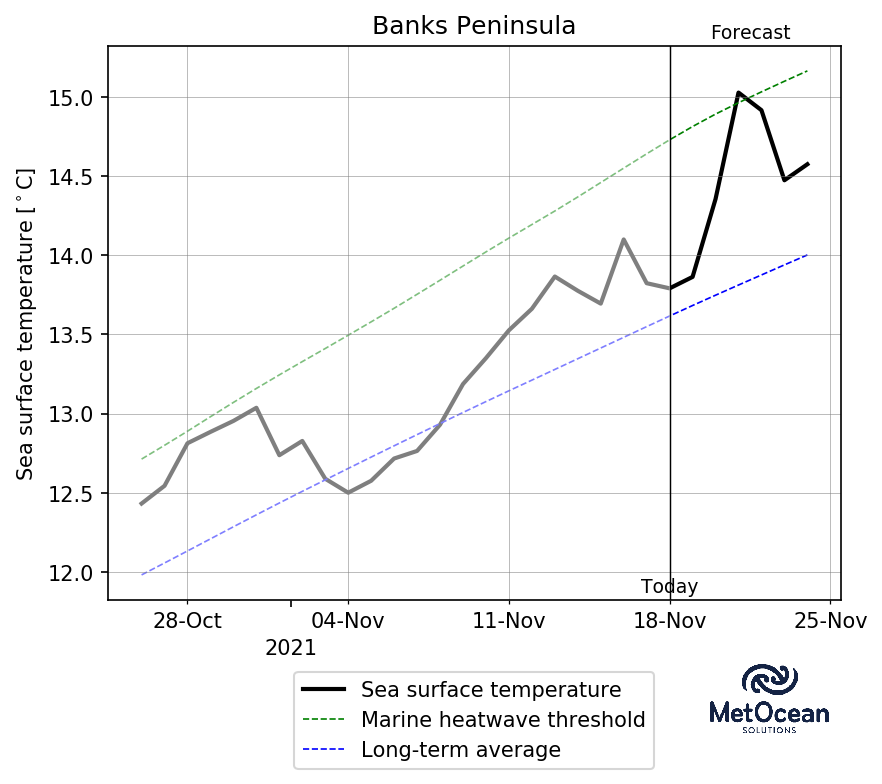 Banks Peninsula
Forecast
Sea surface temperature [°C]
15.0
14.5
14.0
13.5
13.0
12.5
12.0
Today
28-Oct 04-Nov 11-Nov 18-Nov 25-Nov
2021
Sea surface temperature
Marine heatwave threshold
Long-term average
MetOcean
SOLUTIONS